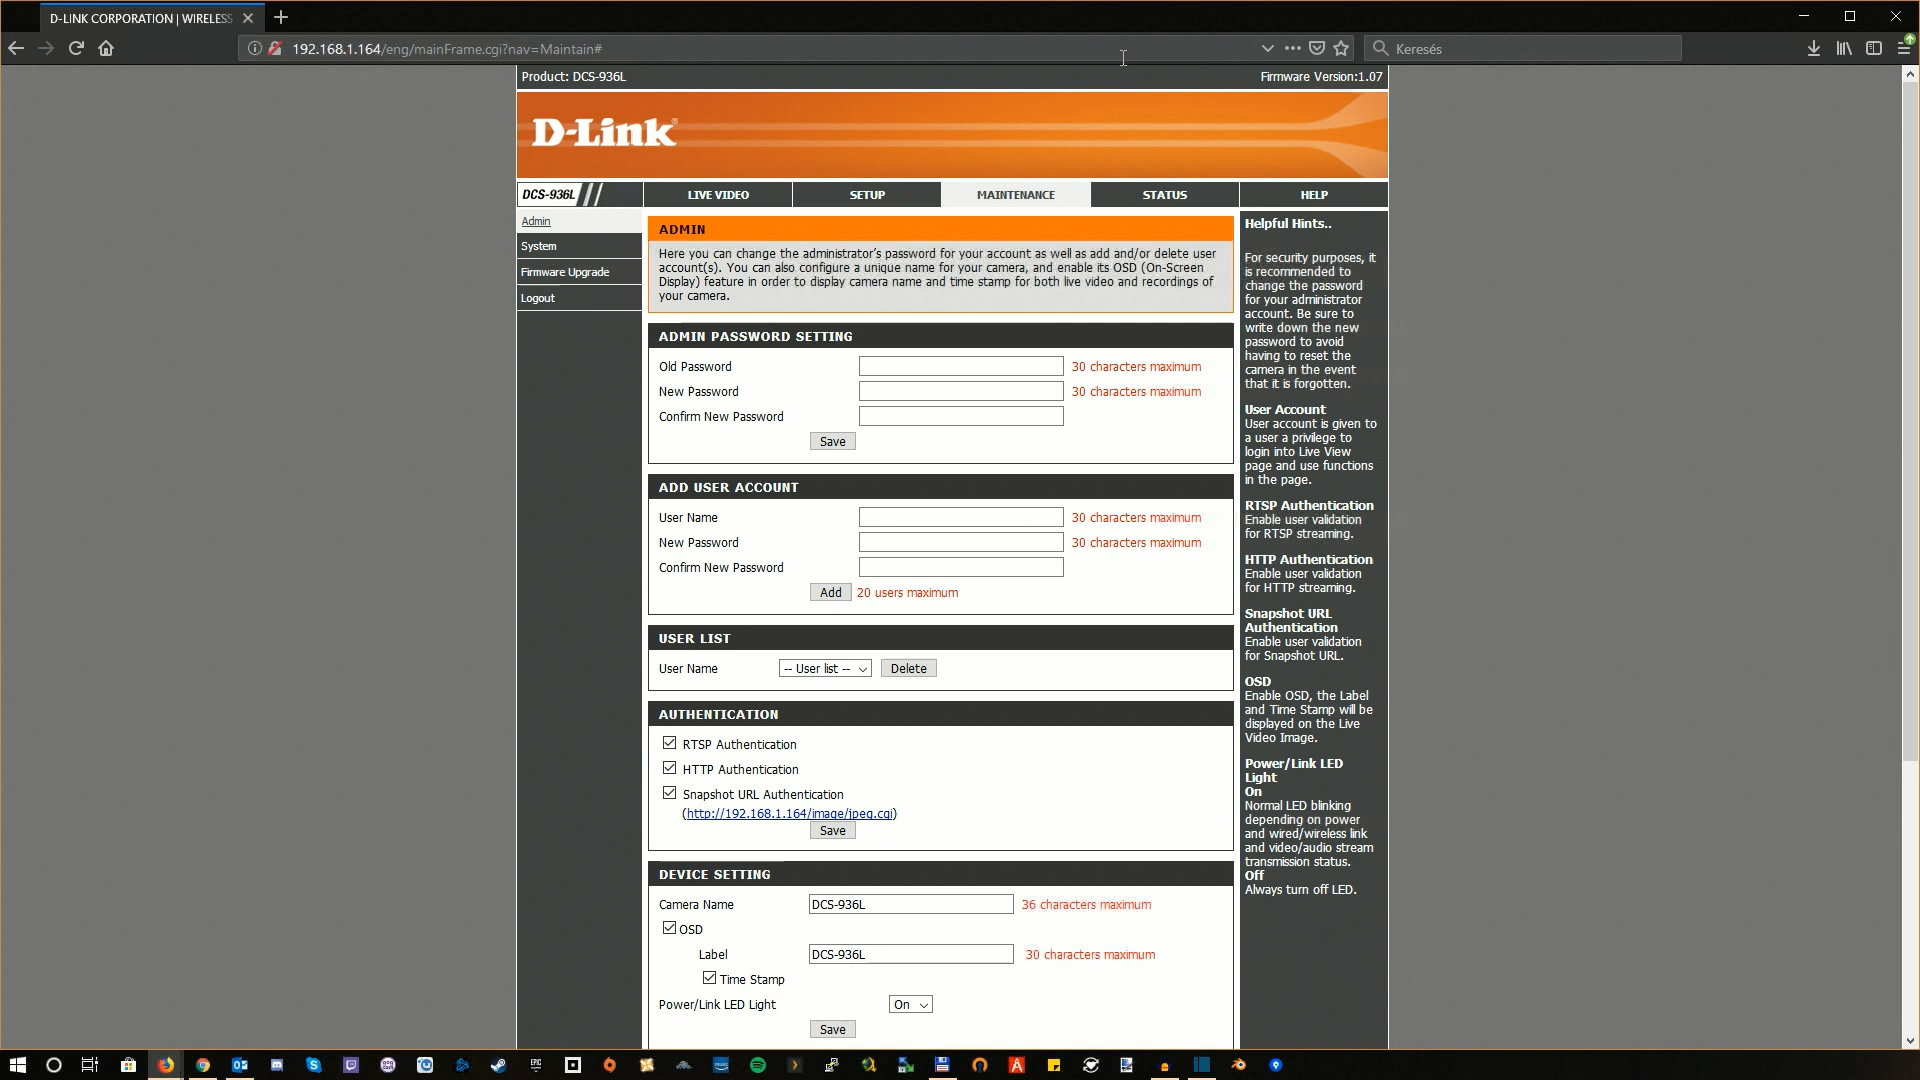 D-LINK CORPORATION | WIRELESS
192.168.1.164/eng/mainFrame.cgi?nav=Maintain#
Keresés
Product: DCS-936L
Firmware Version:1.07
D-Link
DCS-936L
LIVE VIDEO
SETUP
MAINTENANCE
STATUS
HELP
Admin
System
Firmware Upgrade
Logout
ADMIN
Here you can change the administrator's password for your account as well as add and/or delete user
account(s). You can also configure a unique name for your camera, and enable its OSD (On-Screen
Display) feature in order to display camera name and time stamp for both live video and recordings of
your camera.
ADMIN PASSWORD SETTING
Old Password
30 characters maximum
New Password
30 characters maximum
Confirm New Password
Save
ADD USER ACCOUNT
User Name
30 characters maximum
New Password
30 characters maximum
Confirm New Password
Add
20 users maximum
USER LIST
User Name
-- User list --
Delete
AUTHENTICATION
RTSP Authentication
HTTP Authentication
Snapshot URL Authentication
(http://192.168.1.164/image/jpeg.cgi)
Save
DEVICE SETTING
Camera Name
DCS-936L
36 characters maximum
OSD
Label
DCS-936L
30 characters maximum
Time Stamp
Power/Link LED Light
On
Save
Helpful Hints..
For security purposes, it
is recommended to
change the password
for your administrator
account. Be sure to
write down the new
password to avoid
having to reset the
camera in the event
that it is forgotten.
User Account
User account is given to
a user a privilege to
login into Live View
page and use functions
in the page.
RTSP Authentication
Enable user validation
for RTSP streaming.
HTTP Authentication
Enable user validation
for HTTP streaming.
Snapshot URL
Authentication
Enable user validation
for Snapshot URL.
OSD
Enable OSD, the Label
and Time Stamp will be
displayed on the Live
Video Image.
Power/Link LED
Light
On
Normal LED blinking
depending on power
and wired/wireless link
and video/audio stream
transmission status.
Off
Always turn off LED.